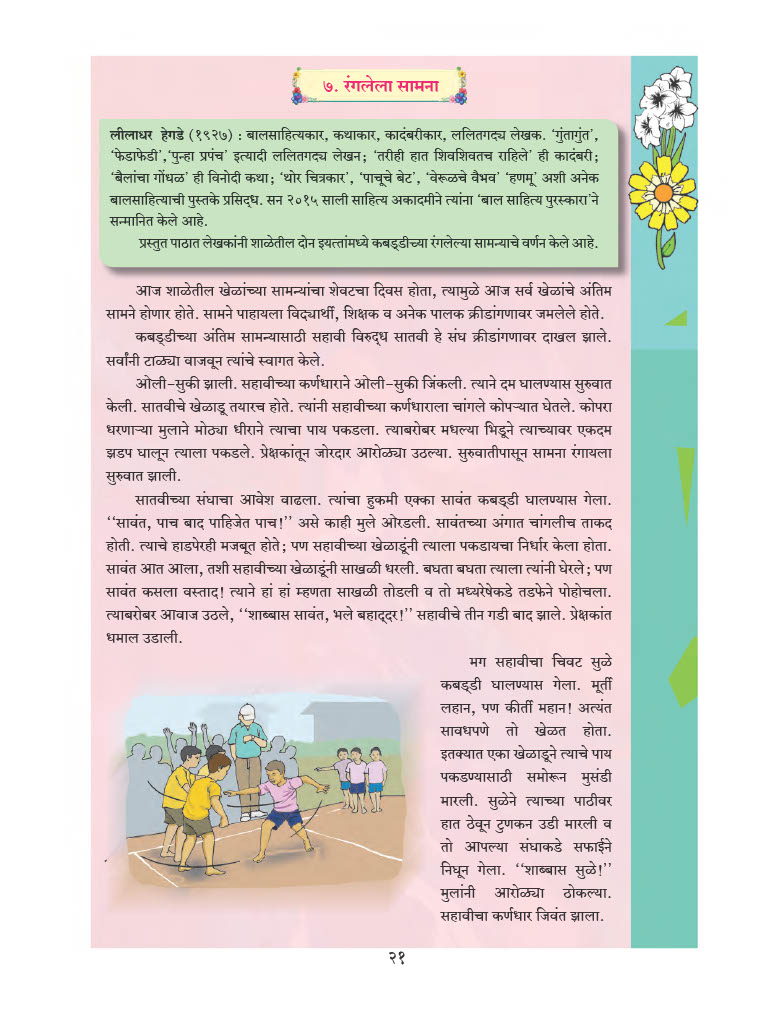 ७. रंगलेला सामना
लीलाधर हेगडे (१९२७) : बालसाहित्यकार, कथाकार, कादंबरीकार, ललितगद्य लेखक. ‘गुंतागुंत’,
‘फेडाफेडी’,‘पुन्हा प्रपंच’ इत्यादी ललितगद्य लेखन; ‘तरीही हात शिवशिवतच राहिले’ ही कादंबरी;
‘बैलांचा गोंधळ’ ही विनोदी कथा; ‘थोर चित्रकार’, ‘पाचूचे बेट’, ‘वेरूळचे वैभव’ ‘हणमू’ अशी अनेक
बालसाहित्याची पुस्तके प्रसिद्ध. सन २०१५ साली साहित्य अकादमीने त्यांना ‘बाल साहित्य पुरस्कारा’ने
सन्मानित केले आहे.
प्रस्तुत पाठात लेखकांनी शाळेतील दोन इयत्तांमध्ये कबड्डीच्या रंगलेल्या सामन्याचे वर्णन केले आहे.
आज शाळेतील खेळांच्या सामन्यांचा शेवटचा दिवस होता, त्यामुळे आज सर्व खेळांचे अंतिम
सामने होणार होते. सामने पाहायला विद्यार्थी, शिक्षक व अनेक पालक क्रीडांगणावर जमलेले होते.
कबड्डीच्या अंतिम सामन्यासाठी सहावी विरुद्ध सातवी हे संघ क्रीडांगणावर दाखल झाले.
सर्वांनी टाळ्या वाजवून त्यांचे स्वागत केले.
ओली-सुकी झाली. सहावीच्या कर्णधाराने ओली-सुकी जिंकली. त्याने दम घालण्यास सुरुवात
केली. सातवीचे खेळाडू तयारच होते. त्यांनी सहावीच्या कर्णधाराला चांगले कोपऱ्यात घेतले. कोपरा
धरणाऱ्या मुलाने मोठ्या धीराने त्याचा पाय पकडला. त्याबरोबर मधल्या भिडूने त्याच्यावर एकदम
झडप घालून त्याला पकडले. प्रेक्षकांतून जोरदार आरोळ्या उठल्या. सुरुवातीपासून सामना रंगायला
सुरुवात झाली.
सातवीच्या संघाचा आवेश वाढला. त्यांचा हुकमी एक्का सावंत कबड्डी घालण्यास गेला.
‘‘सावंत, पाच बाद पाहिजेत पाच!’’ असे काही मुले ओरडली. सावंतच्या अंगात चांगलीच ताकद
होती. त्याचे हाडपेरही मजबूत होते; पण सहावीच्या खेळाडूंनी त्याला पकडायचा निर्धार केला होता.
सावंत आत आला, तशी सहावीच्या खेळाडूंनी साखळी धरली. बघता बघता त्याला त्यांनी घेरले; पण
सावंत कसला वस्ताद! त्याने हां हां म्हणता साखळी तोडली व तो मध्यरेषेकडे तडफेने पोहोचला.
त्याबरोबर आवाज उठले, ‘‘शाब्बास सावंत, भले बहाद्दर!’’ सहावीचे तीन गडी बाद झाले. प्रेक्षकांत
धमाल उडाली.
मग सहावीचा चिवट सुळे
कबड्डी घालण्यास गेला. मूर्ती
लहान, पण कीर्ती महान! अत्यंत
सावधपणे तो खेळत होता.
इतक्यात एका खेळाडूने त्याचे पाय
पकडण्यासाठी समोरून मुसंडी
मारली. सुळेने त्याच्या पाठीवर
हात ठेवून टुणकन उडी मारली व
तो आपल्या संघाकडे सफाईने
निघून गेला. ‘‘शाब्बास सुळे!’’
मुलांनी आरोळ्या ठोकल्या.
सहावीचा कर्णधार जिवंत झाला.
२१